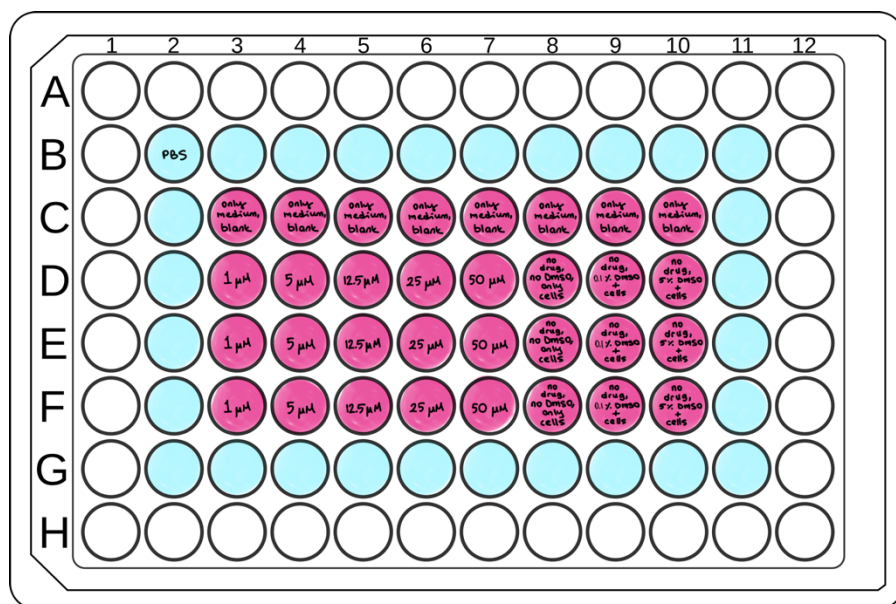 1 2 3 4 5 6 7 8 9 10 11 12
A
B
PBS
C
only
medium,
blank
only
medium,
blank
only
medium,
blank
only
medium,
blank
only
medium,
blank
only
medium,
blank
only
medium,
blank
only
medium,
blank
D
1 μM
5 μM
12.5 μM
25 μM
50 μM
no
drug,
no DMSO,
only
cells
no
drug,
0.1% DMSO
+
cells
no
drug,
5% DMSO
+
cells
E
1 μM
5 μM
12.5 μM
25 μM
50 μM
no
drug,
no DMSO,
only
cells
no
drug,
0.1% DMSO
+
cells
no
drug,
5% DMSO
+
cells
F
1 μM
5 μM
12.5 μM
25 μM
50 μM
no
drug,
no DMSO,
only
cells
no
drug,
0.1% DMSO
+
cells
no
drug,
5% DMSO
+
cells
G
H